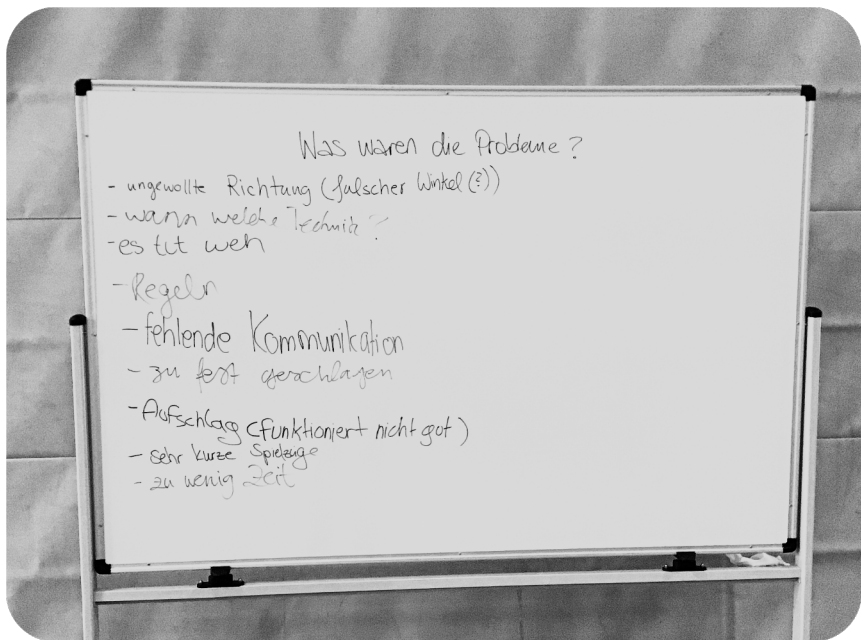 Was waren die Probleme?
- ungewollte Richtung (falscher Winkel (?))
- wann welche Technik?
- es tut weh
- Regeln
- fehlende Kommunikation
- zu fest geschlagen
- Aufschlag (funktioniert nicht gut)
- sehr kurze Spielzüge
- zu wenig Zeit